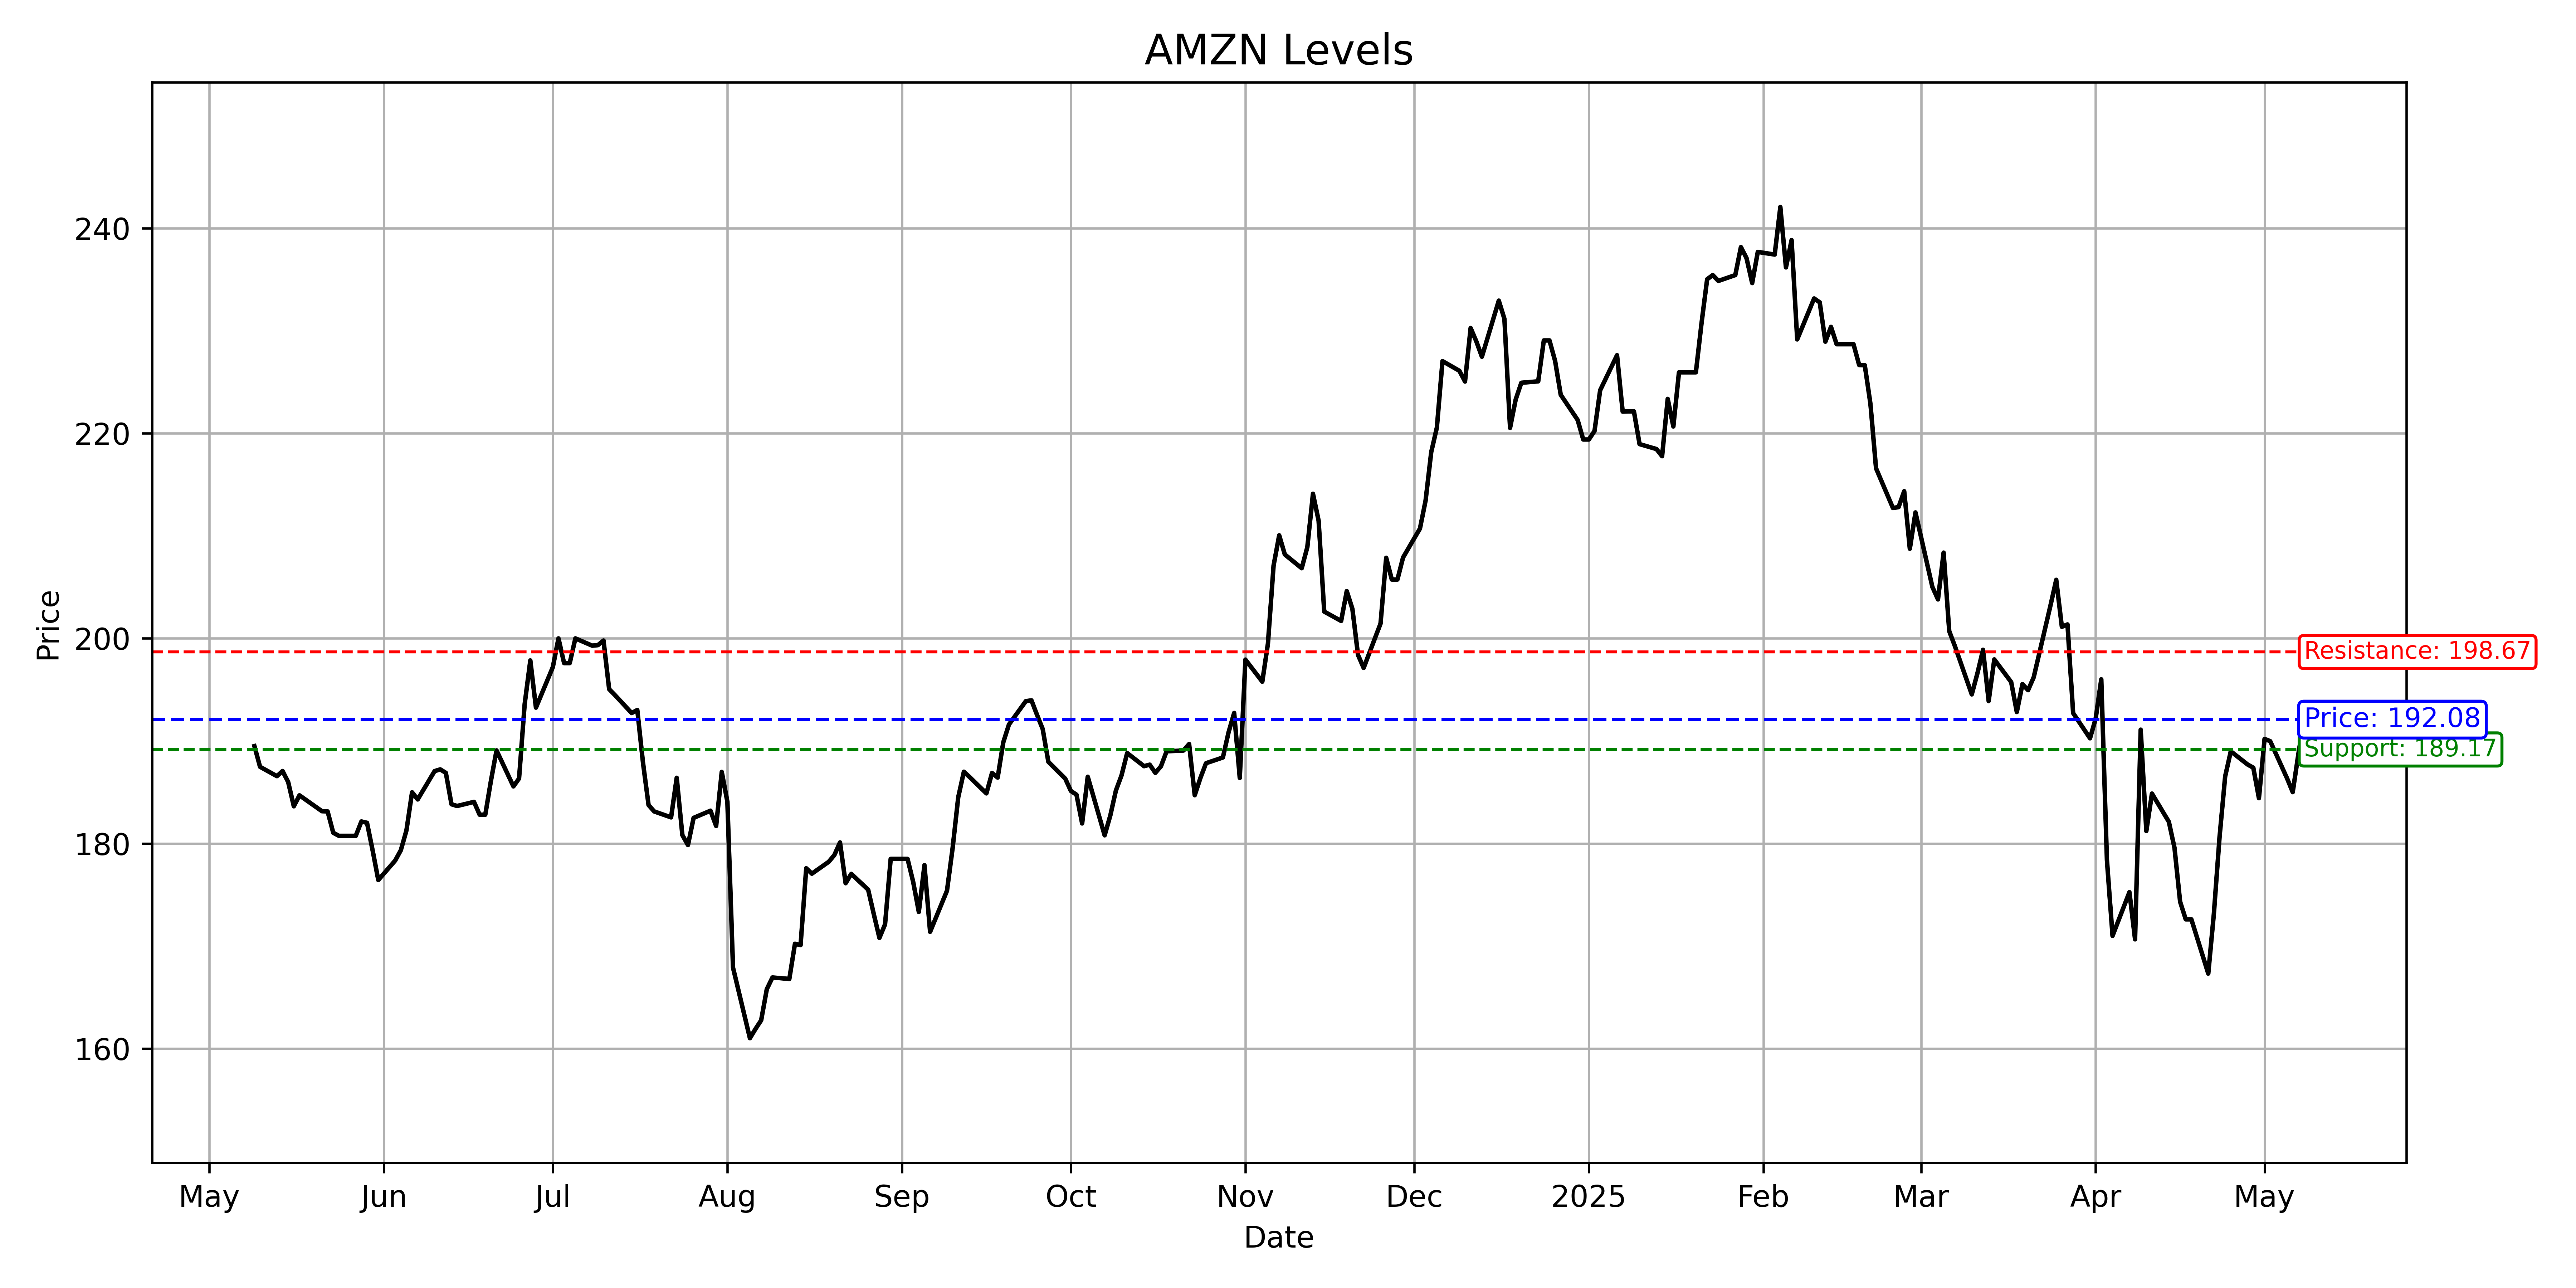 AMZN Levels
Price
240
220
200
180
160
Resistance: 198.67
Price: 192.08
Support: 189.17
May Jun Jul Aug Sep Oct Nov Dec 2025 Feb Mar Apr May
Date